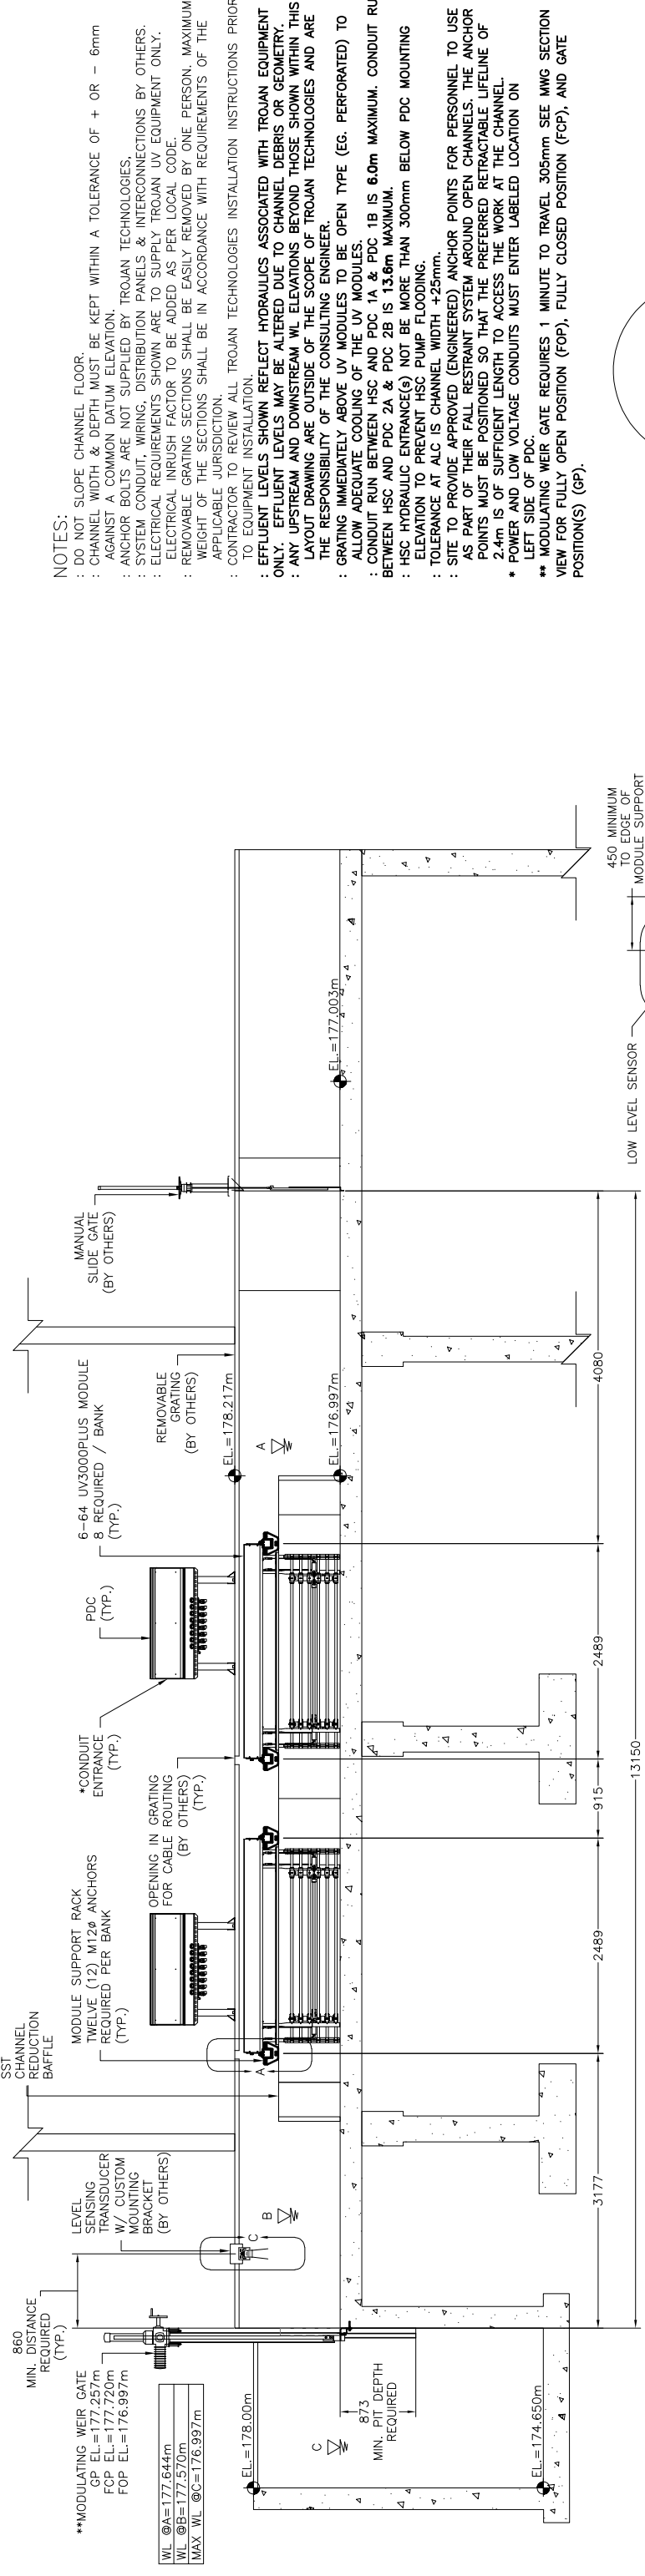 NOTES:
: DO NOT SLOPE CHANNEL FLOOR.
: CHANNEL WIDTH & DEPTH MUST BE KEPT WITHIN A TOLERANCE OF + OR – 6mm
AGAINST A COMMON DATUM ELEVATION.
: ANCHOR BOLTS ARE NOT SUPPLIED BY TROJAN TECHNOLOGIES.
: SYSTEM CONDUIT, WIRING, DISTRIBUTION PANELS & INTERCONNECTIONS BY OTHERS.
: ELECTRICAL REQUIREMENTS SHOWN ARE TO SUPPLY TROJAN UV EQUIPMENT ONLY.
ELECTRICAL INRUSH FACTOR TO BE ADDED AS PER LOCAL CODE.
: REMOVABLE GRATING SECTIONS SHALL BE EASILY REMOVED BY ONE PERSON. MAXIMUM
WEIGHT OF THE SECTIONS SHALL BE IN ACCORDANCE WITH REQUIREMENTS OF THE
APPLICABLE JURISDICTION.
: CONTRACTOR TO REVIEW ALL TROJAN TECHNOLOGIES INSTALLATION INSTRUCTIONS PRIOR
TO EQUIPMENT INSTALLATION.
: EFFLUENT LEVELS SHOWN REFLECT HYDRAULICS ASSOCIATED WITH TROJAN EQUIPMENT
ONLY. EFFLUENT LEVELS MAY BE ALTERED DUE TO CHANNEL DEBRIS OR GEOMETRY.
: ANY UPSTREAM AND DOWNSTREAM WL ELEVATIONS BEYOND THOSE SHOWN WITHIN THIS
LAYOUT DRAWING ARE OUTSIDE OF THE SCOPE OF TROJAN TECHNOLOGIES AND ARE
THE RESPONSIBILITY OF THE CONSULTING ENGINEER.
: GRATING IMMEDIATELY ABOVE UV MODULES TO BE OPEN TYPE (EG. PERFORATED) TO
ALLOW ADEQUATE COOLING OF THE UV MODULES.
: CONDUIT RUN BETWEEN HSC AND PDC 1A & PDC 1B IS 6.0m MAXIMUM. CONDUIT RU
BETWEEN HSC AND PDC 2A & PDC 2B IS 13.6m MAXIMUM.
: HSC HYDRAULIC ENTRANCE(s) NOT BE MORE THAN 300mm BELOW PDC MOUNTING
ELEVATION TO PREVENT HSC PUMP FLOODING.
: TOLERANCE AT ALC IS CHANNEL WIDTH +25mm.
: SITE TO PROVIDE APPROVED (ENGINEERED) ANCHOR POINTS FOR PERSONNEL TO USE
AS PART OF THEIR FALL RESTRAINT SYSTEM AROUND OPEN CHANNELS. THE ANCHOR
POINTS MUST BE POSITIONED SO THAT THE PREFERRED RETRACTABLE LIFELINE OF
2.4m IS OF SUFFICIENT LENGTH TO ACCESS THE WORK AT THE CHANNEL.
* POWER AND LOW VOLTAGE CONDUITS MUST ENTER LABELED LOCATION ON
LEFT SIDE OF PDC.
** MODULATING WEIR GATE REQUIRES 1 MINUTE TO TRAVEL 305mm SEE MWG SECTION
VIEW FOR FULLY OPEN POSITION (FOP), FULLY CLOSED POSITION (FCP), AND GATE
POSITION(S) (GP).
860
MIN. DISTANCE
REQUIRED
(TYP.)
**MODULATING WEIR GATE
GP EL.=177.257m
FCP EL.=177.720m
FOP EL.=176.997m
WL @A=177.644m
WL @B=177.570m
MAX WL @C=176.997m
LEVEL
SENSING
TRANSDUCER
W/ CUSTOM
MOUNTING
BRACKET
(BY OTHERS)
SST
CHANNEL
REDUCTION
BAFFLE
MODULE SUPPORT RACK
TWELVE (12) M12ø ANCHORS
REQUIRED PER BANK
(TYP.)
OPENING IN GRATING
FOR CABLE ROUTING
(BY OTHERS)
(TYP.)
*CONDUIT
ENTRANCE
(TYP.)
PDC
(TYP.)
6–64 UV3000PLUS MODULE
8 REQUIRED / BANK
(TYP.)
REMOVABLE
GRATING
(BY OTHERS)
MANUAL
SLIDE GATE
(BY OTHERS)
EL.=178.217m
EL.=176.997m
EL.=177.003m
EL.=178.00m
EL.=174.650m
A
A
B
C
C
873
MIN. PIT DEPTH
REQUIRED
3177
2489
915
2489
4080
13150
LOW LEVEL SENSOR
450 MINIMUM
TO EDGE OF
MODULE SUPPORT